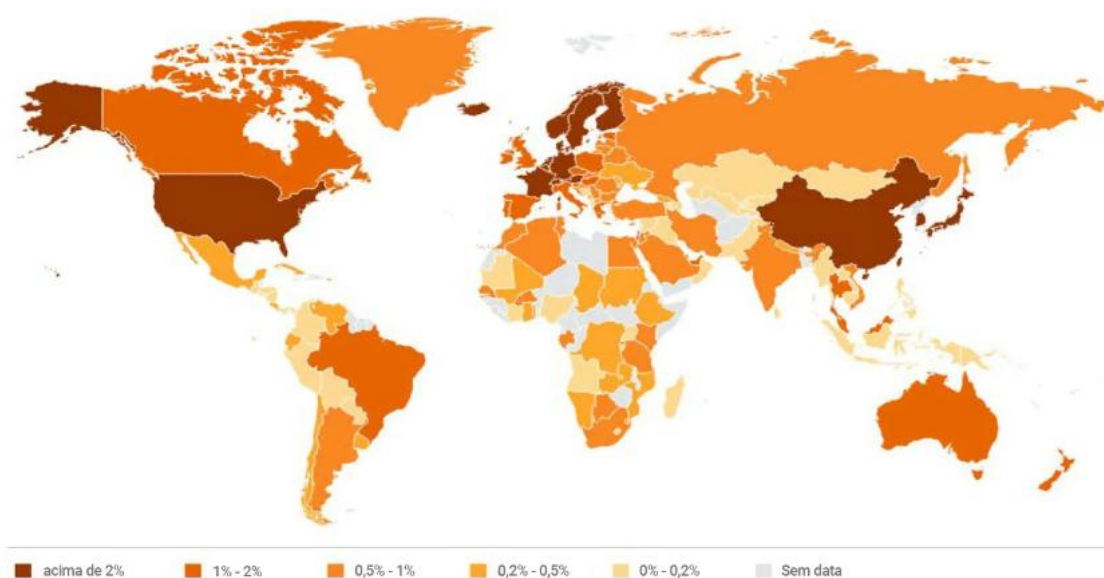 acima de 2% 1% - 2% 0,5% - 1% 0,2% - 0,5% 0% - 0,2% Sem data